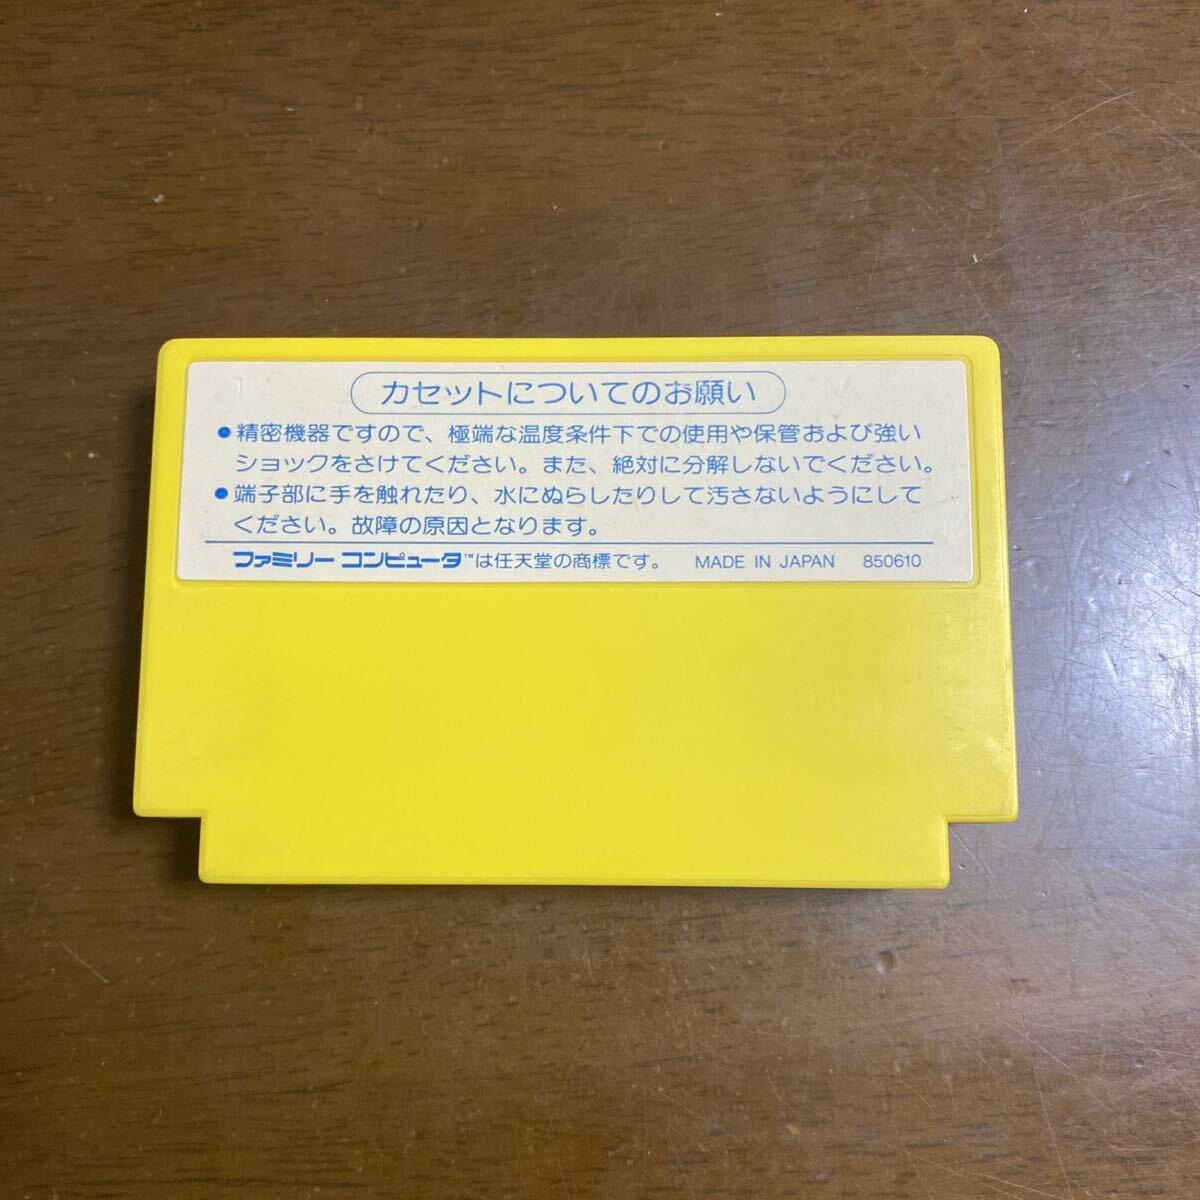 カセットについてのお願い
●精密機器ですので、極端な温度条件下での使用や保管および強い
ショックをさけてください。また、絶対に分解しないでください。
●端子部に手を触れたり、水にぬらしたりして汚さないようにして
ください。故障の原因となります。
ファミリー コンピュータ™は任天堂の商標です。 MADE IN JAPAN 850610